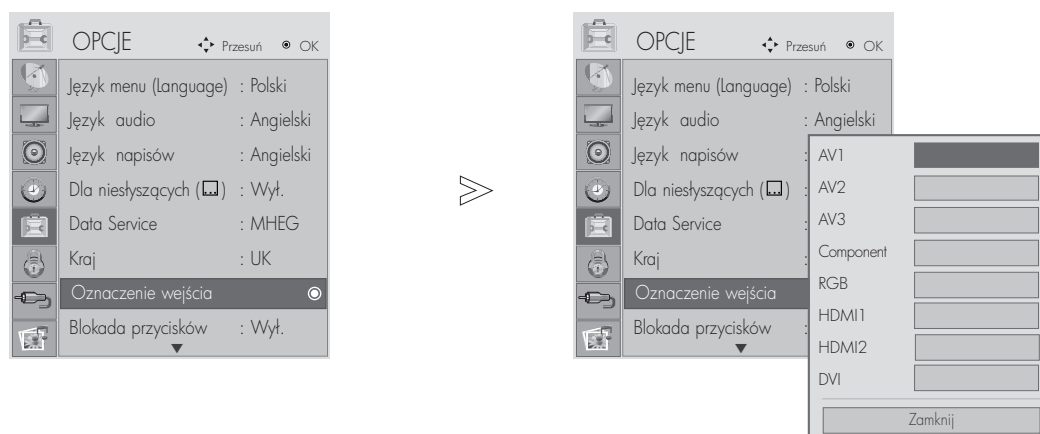 OPCJE Przesuń OK
Język menu (Language) : Polski
Język audio : Angielski
Język napisów : Angielski
Dla niesłyszących ( ) : Wył.
Data Service : MHEG
Kraj : UK
Oznaczenie wejścia
Blokada przycisków : Wył.
OPCJE Przesuń OK
Język menu (Language) : Polski
Język audio : Angielski
Język napisów :
Dla niesłyszących ( ) :
Data Service :
Kraj :
Oznaczenie wejścia
Blokada przycisków :
AV1
AV2
AV3
Component
RGB
HDMI1
HDMI2
DVI
Zamknij